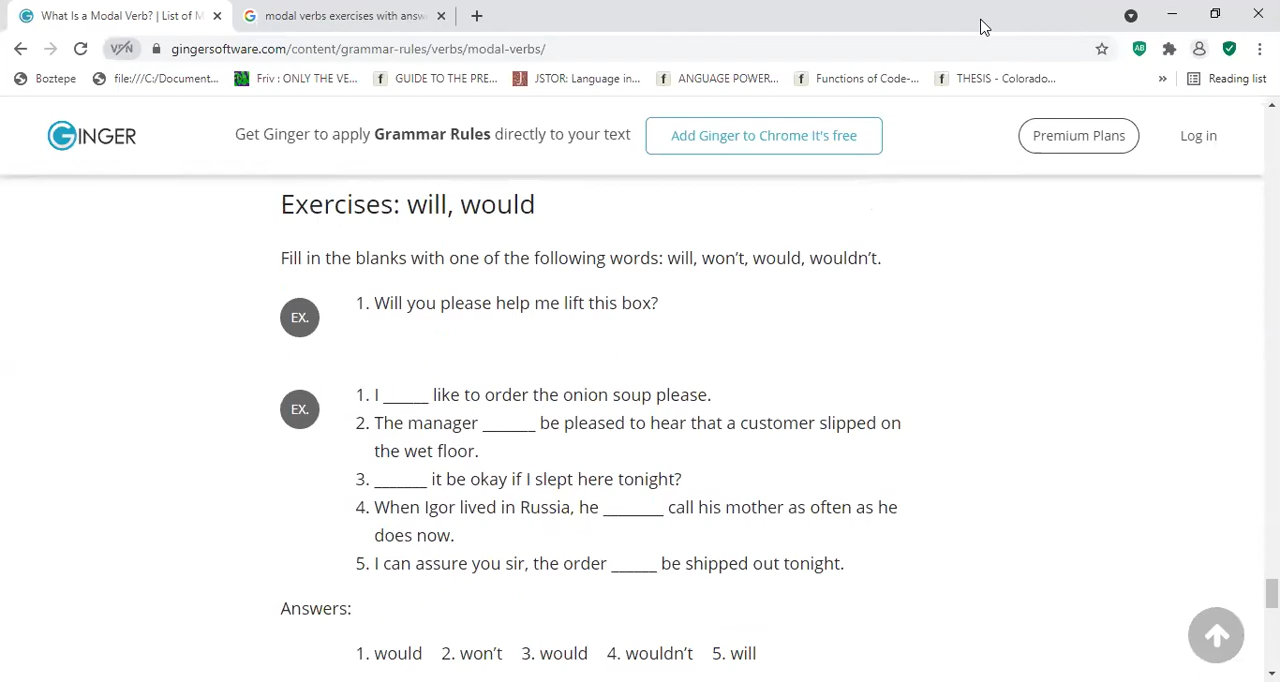 What Is a Modal Verb? | List of M
modal verbs exercises with answ
gingersoftware.com/content/grammar-rules/verbs/modal-verbs/
Boztepe
file:///C:/Document...
Friv : ONLY THE VE...
GUIDE TO THE PRE...
JSTOR: Language in...
ANGUAGE POWER...
Functions of Code-...
THESIS - Colorado...
»
Reading list
GINGER
Get Ginger to apply Grammar Rules directly to your text
Add Ginger to Chrome It's free
Premium Plans
Log in
Exercises: will, would
Fill in the blanks with one of the following words: will, won't, would, wouldn't.
EX.
1. Will you please help me lift this box?
EX.
1. I ______ like to order the onion soup please.
2. The manager _______ be pleased to hear that a customer slipped on
the wet floor.
3. _______ it be okay if I slept here tonight?
4. When Igor lived in Russia, he ________ call his mother as often as he
does now.
5. I can assure you sir, the order ______ be shipped out tonight.
Answers:
1. would 2. won't 3. would 4. wouldn't 5. will